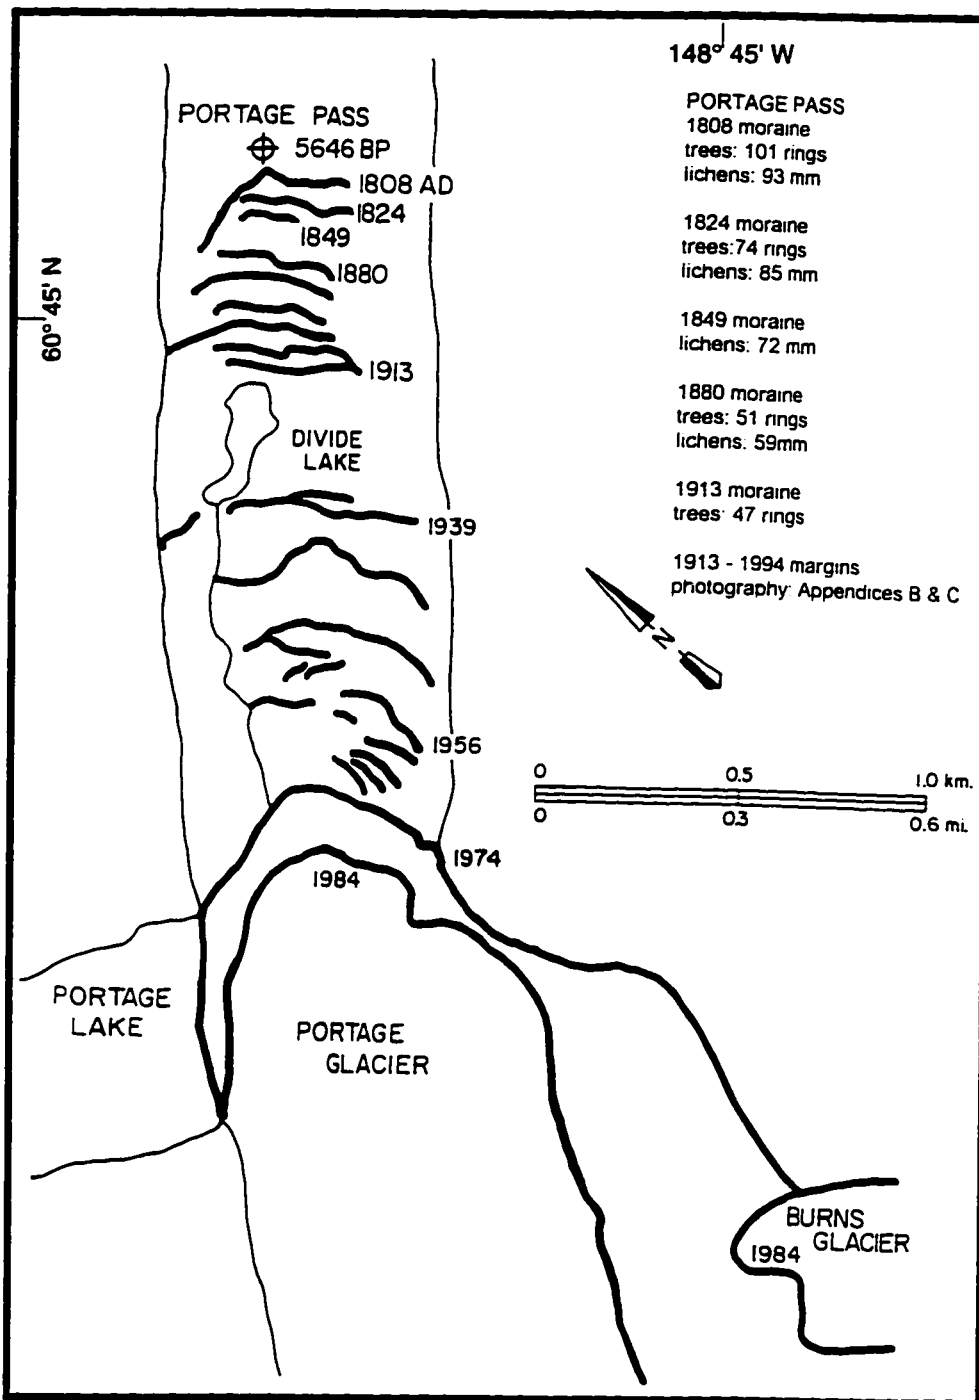 148° 45' W
PORTAGE PASS
5646 BP
1808 AD
1824
1849
1880
1913
60° 45' N
DIVIDE
LAKE
1939
1956
1974
1984
PORTAGE
LAKE
PORTAGE
GLACIER
BURNS
GLACIER
1984
PORTAGE PASS
1808 moraine
trees: 101 rings
lichens: 93 mm
1824 moraine
trees:74 rings
lichens: 85 mm
1849 moraine
lichens: 72 mm
1880 moraine
trees: 51 rings
lichens: 59mm
1913 moraine
trees: 47 rings
1913 - 1994 margins
photography: Appendices B & C
N
0 0.5 1.0 km.
0 0.3 0.6 mi.